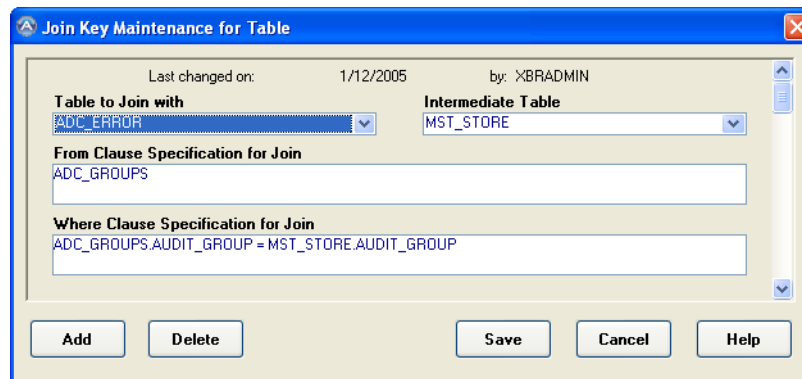 Join Key Maintenance for Table
Last changed on: 1/12/2005 by: XBRADMIN
Table to Join with Intermediate Table
ADC_ERROR MST_STORE
From Clause Specification for Join
ADC_GROUPS
Where Clause Specification for Join
ADC_GROUPS.AUDIT_GROUP = MST_STORE.AUDIT_GROUP
Add Delete Save Cancel Help